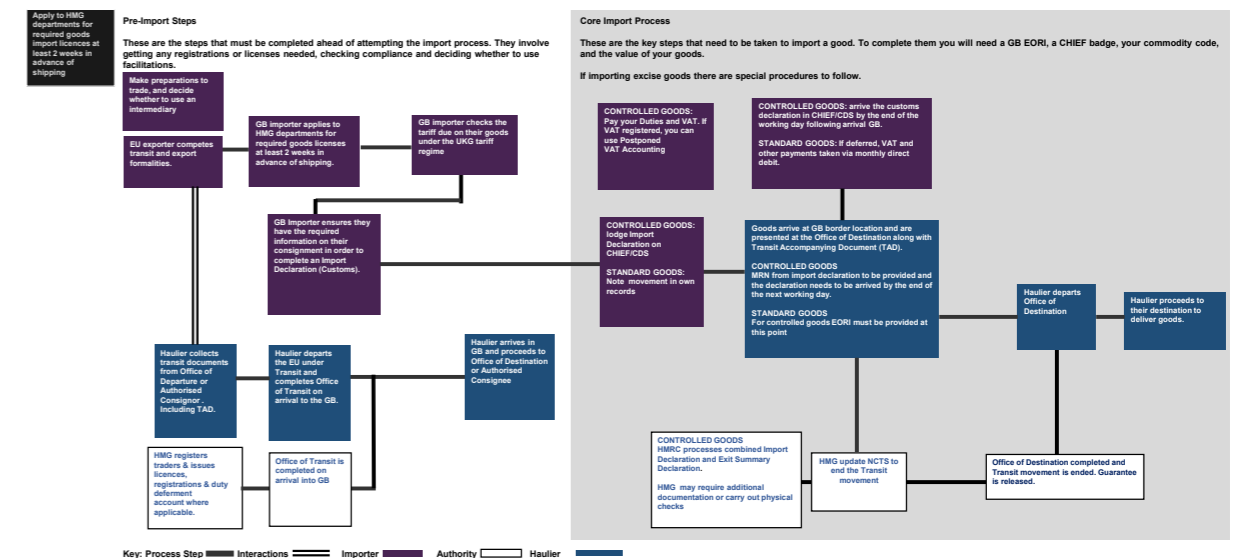 Apply to HMG
departments for
required goods
import licences at
least 2 weeks in
advance of
shipping
Pre-Import Steps
These are the steps that must be completed ahead of attempting the import process. They involve
getting any registrations or licenses needed, checking compliance and deciding whether to use
facilitations.
Make preparations to
trade, and decide
whether to use an
intermediary
EU exporter competes
transit and export
formalities.
GB importer applies to
HMG departments for
required goods licenses
at least 2 weeks in
advance of shipping.
GB importer checks the
tariff due on their goods
under the UKG tariff
regime
GB Importer ensures they
have the required
information on their
consignment in order to
complete an Import
Declaration (Customs).
Haulier collects
transit documents
from Office of
Departure or
Authorised
Consignor .
Including TAD.
Haulier departs
the EU under
Transit and
completes Office
of Transit on
arrival to the GB.
Haulier arrives in
GB and proceeds to
Office of Destination
or Authorised
Consignee
HMG registers
traders & issues
licences,
registrations & duty
deferment
account where
applicable.
Office of Transit is
completed on
arrival into GB
Core Import Process
These are the key steps that need to be taken to import a good. To complete them you will need a GB EORI, a CHIEF badge, your commodity code,
and the value of your goods.
If importing excise goods there are special procedures to follow.
CONTROLLED GOODS:
Pay your Duties and VAT. If
VAT registered, you can
use Postponed
VAT Accounting
CONTROLLED GOODS: arrive the customs
declaration in CHIEF/CDS by the end of the
working day following arrival GB.
STANDARD GOODS: If deferred, VAT and
other payments taken via monthly direct
debit.
CONTROLLED GOODS:
lodge Import
Declaration on
CHIEF/CDS
STANDARD GOODS:
Note movement in own
records
Goods arrive at GB border location and are
presented at the Office of Destination along with
Transit Accompanying Document (TAD).
CONTROLLED GOODS
MRN from import declaration to be provided and
the declaration needs to be arrived by the end of
the next working day.
STANDARD GOODS
For controlled goods EORI must be provided at
this point
Haulier departs
Office of
Destination
Haulier proceeds to
their destination to
deliver goods.
CONTROLLED GOODS
HMRC processes combined Import
Declaration and Exit Summary
Declaration.
HMG may require additional
documentation or carry out physical
checks
HMG update NCTS to
end the Transit
movement
Office of Destination completed and
Transit movement is ended. Guarantee
is released.
Key: Process Step Interactions Importer Authority Haulier